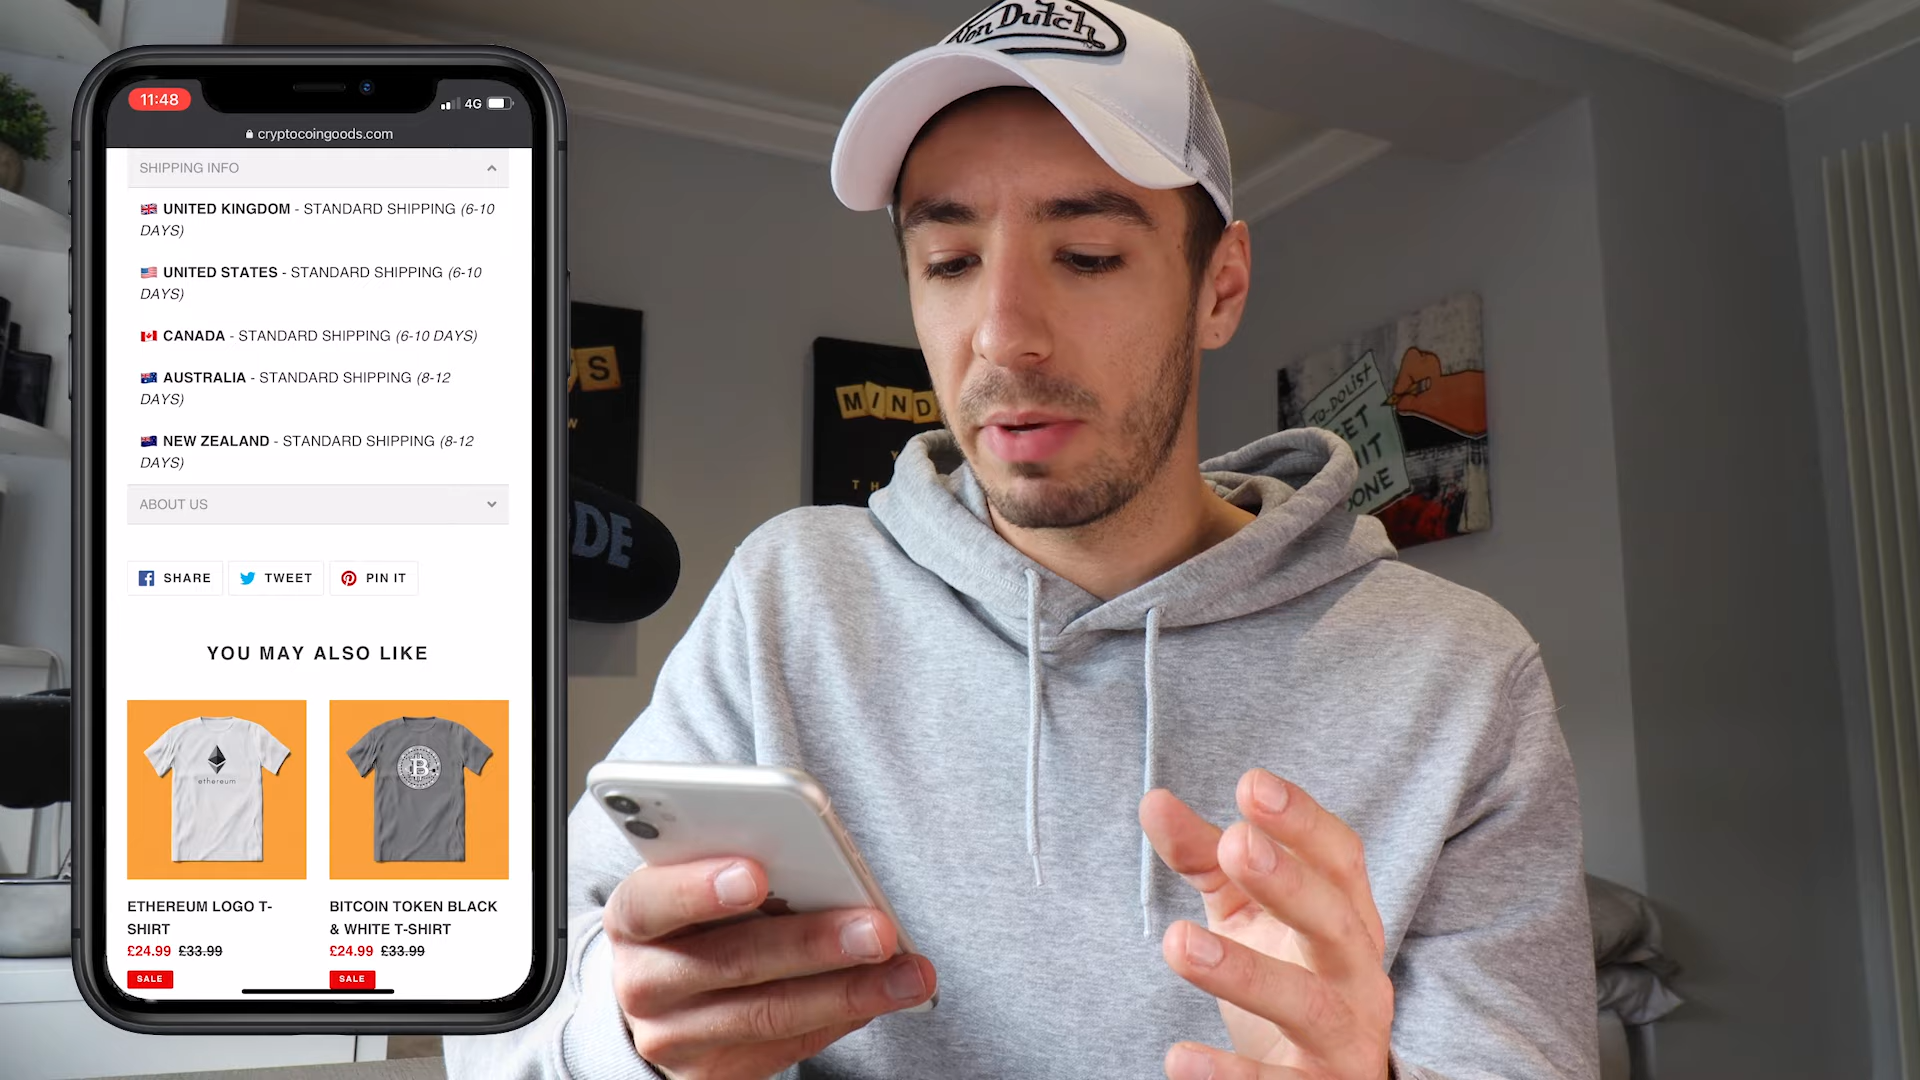 11:48
4G
cryptocoingoods.com
SHIPPING INFO
UNITED KINGDOM - STANDARD SHIPPING (6-10
DAYS)
UNITED STATES - STANDARD SHIPPING (6-10
DAYS)
CANADA - STANDARD SHIPPING (6-10 DAYS)
AUSTRALIA - STANDARD SHIPPING (8-12
DAYS)
NEW ZEALAND - STANDARD SHIPPING (8-12
DAYS)
ABOUT US
SHARE TWEET PIN IT
YOU MAY ALSO LIKE
ethereum
B
ETHEREUM LOGO T-
SHIRT
£24.99 £33.99
SALE
BITCOIN TOKEN BLACK
& WHITE T-SHIRT
£24.99 £33.99
SALE
Von Dutch
MIND
TO-DO LIST
GET
SHIT
DONE